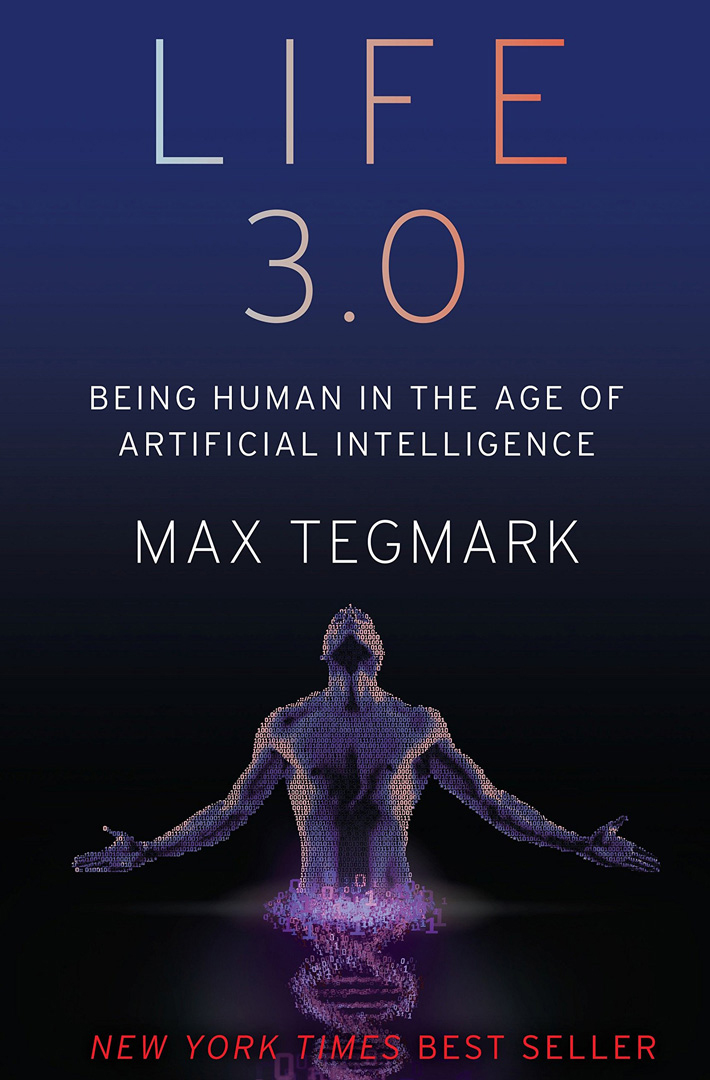 LIFE
3.0
BEING HUMAN IN THE AGE OF
ARTIFICIAL INTELLIGENCE
MAX TEGMARK
NEW YORK TIMES BEST SELLER